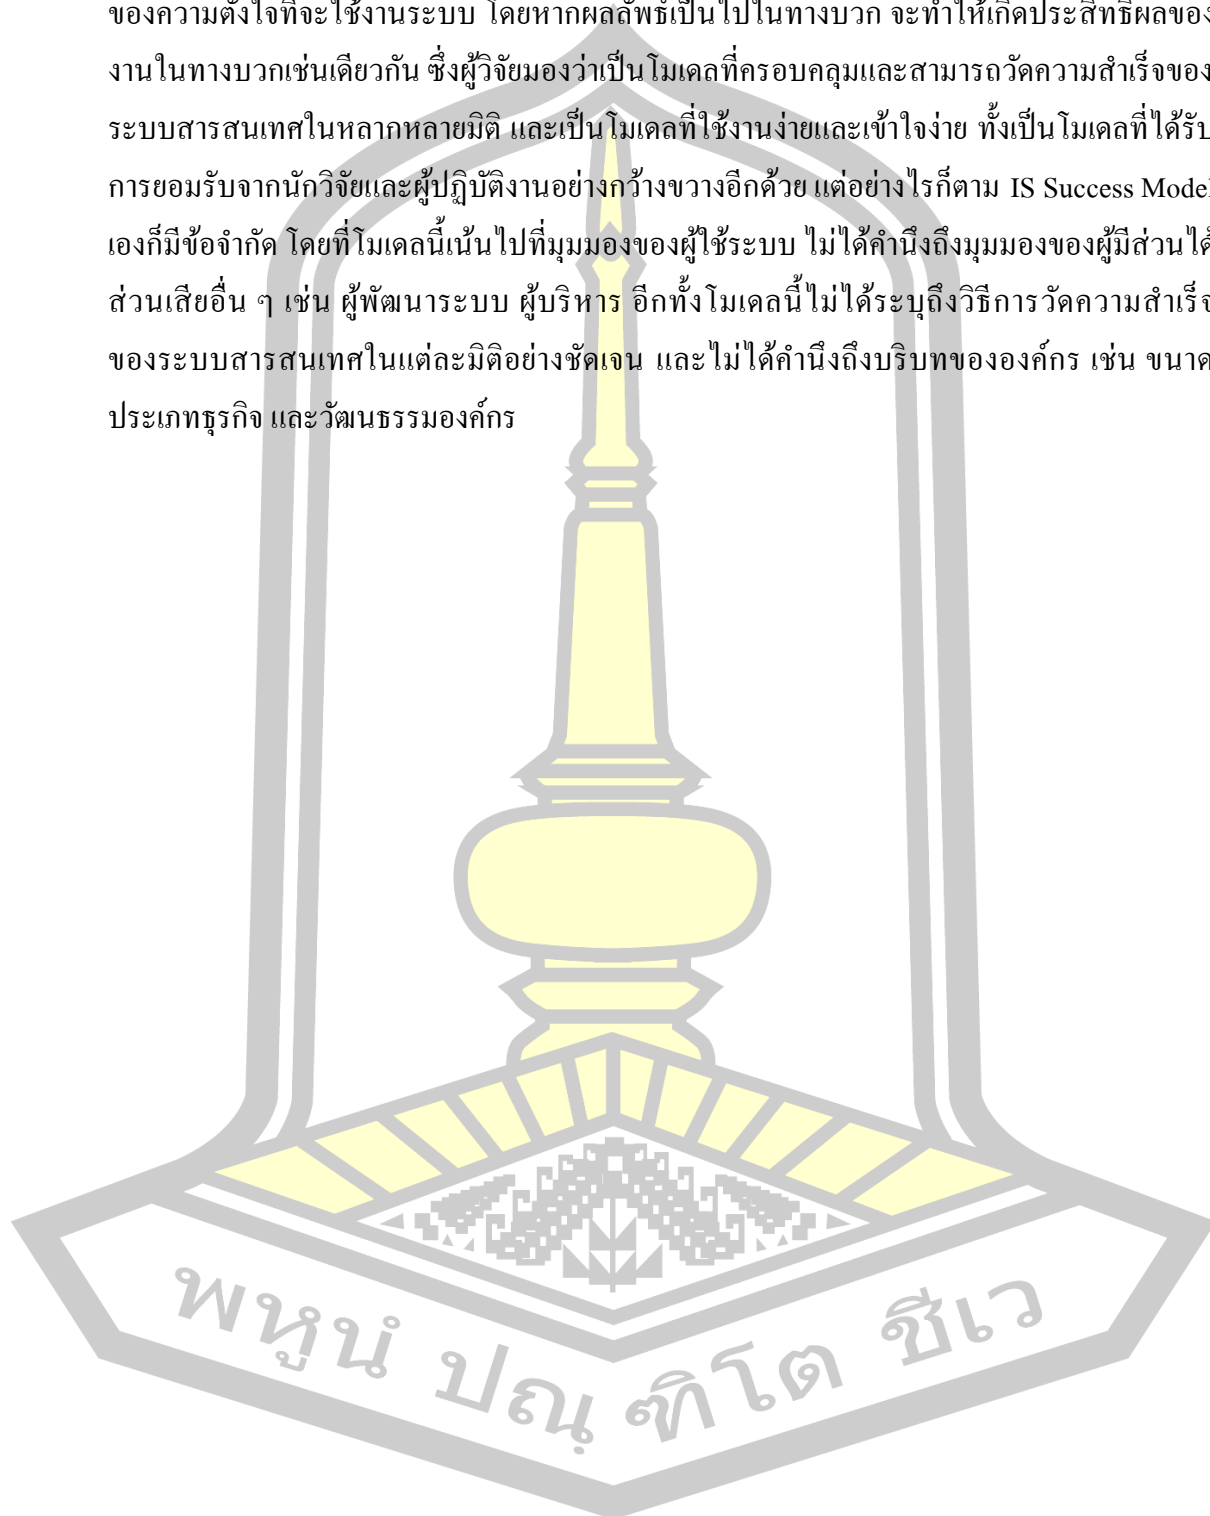 ของความตั้งใจที่จะใช้งานระบบ โดยหากผลลัพธ์เป็นไปในทางบวก จะทำให้เกิดประสิทธิผลของ
งานในทางบวกเช่นเดียวกัน ซึ่งผู้วิจัยมองว่าเป็นโมเดลที่ครอบคลุมและสามารถวัดความสำเร็จของ
ระบบสารสนเทศในหลากหลายมิติ และเป็นโมเดลที่ใช้งานง่ายและเข้าใจง่าย ทั้งเป็นโมเดลที่ได้รับ
การยอมรับจากนักวิจัยและผู้ปฏิบัติงานอย่างกว้างขวางอีกด้วย แต่อย่างไรก็ตาม IS Success Model
เองก็มีข้อจำกัด โดยที่โมเดลนี้เน้นไปที่มุมมองของผู้ใช้ระบบ ไม่ได้คำนึงถึงมุมมองของผู้มีส่วนได้
ส่วนเสียอื่น ๆ เช่น ผู้พัฒนาระบบ ผู้บริหาร อีกทั้งโมเดลนี้ไม่ได้ระบุถึงวิธีการวัดความสำเร็จ
ของระบบสารสนเทศในแต่ละมิติอย่างชัดเจน และไม่ได้คำนึงถึงบริบทขององค์กร เช่น ขนาด
ประเภทธุรกิจ และวัฒนธรรมองค์กร
พหูนํ ปณฺฑิโต ชีเว